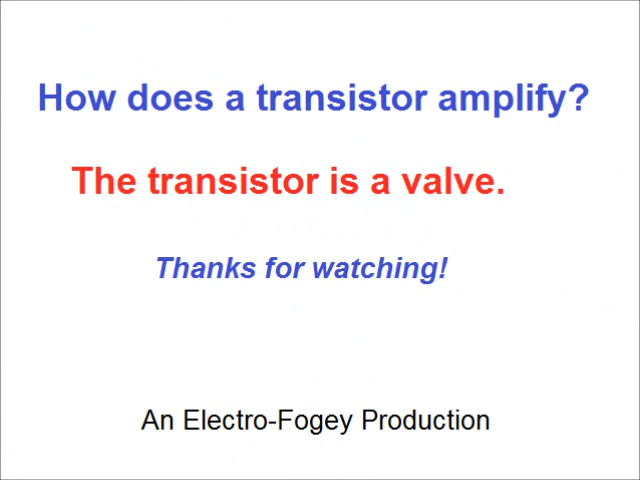 How does a transistor amplify?
The transistor is a valve.
Thanks for watching!
An Electro-Fogey Production